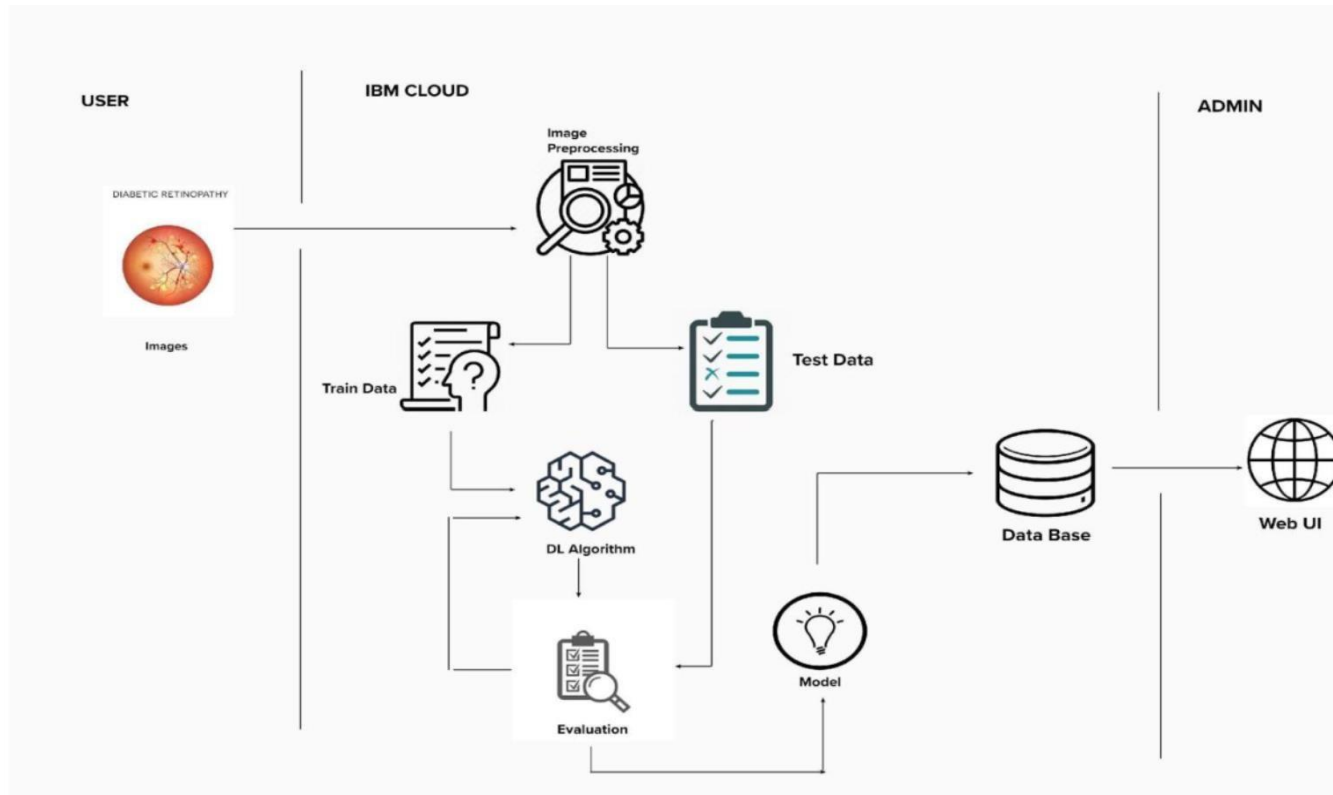 USER
IBM CLOUD
ADMIN
Image
Preprocessing
DIABETIC RETINOPATHY
Images
Train Data
Test Data
DL Algorithm
Data Base
Web UI
Model
Evaluation